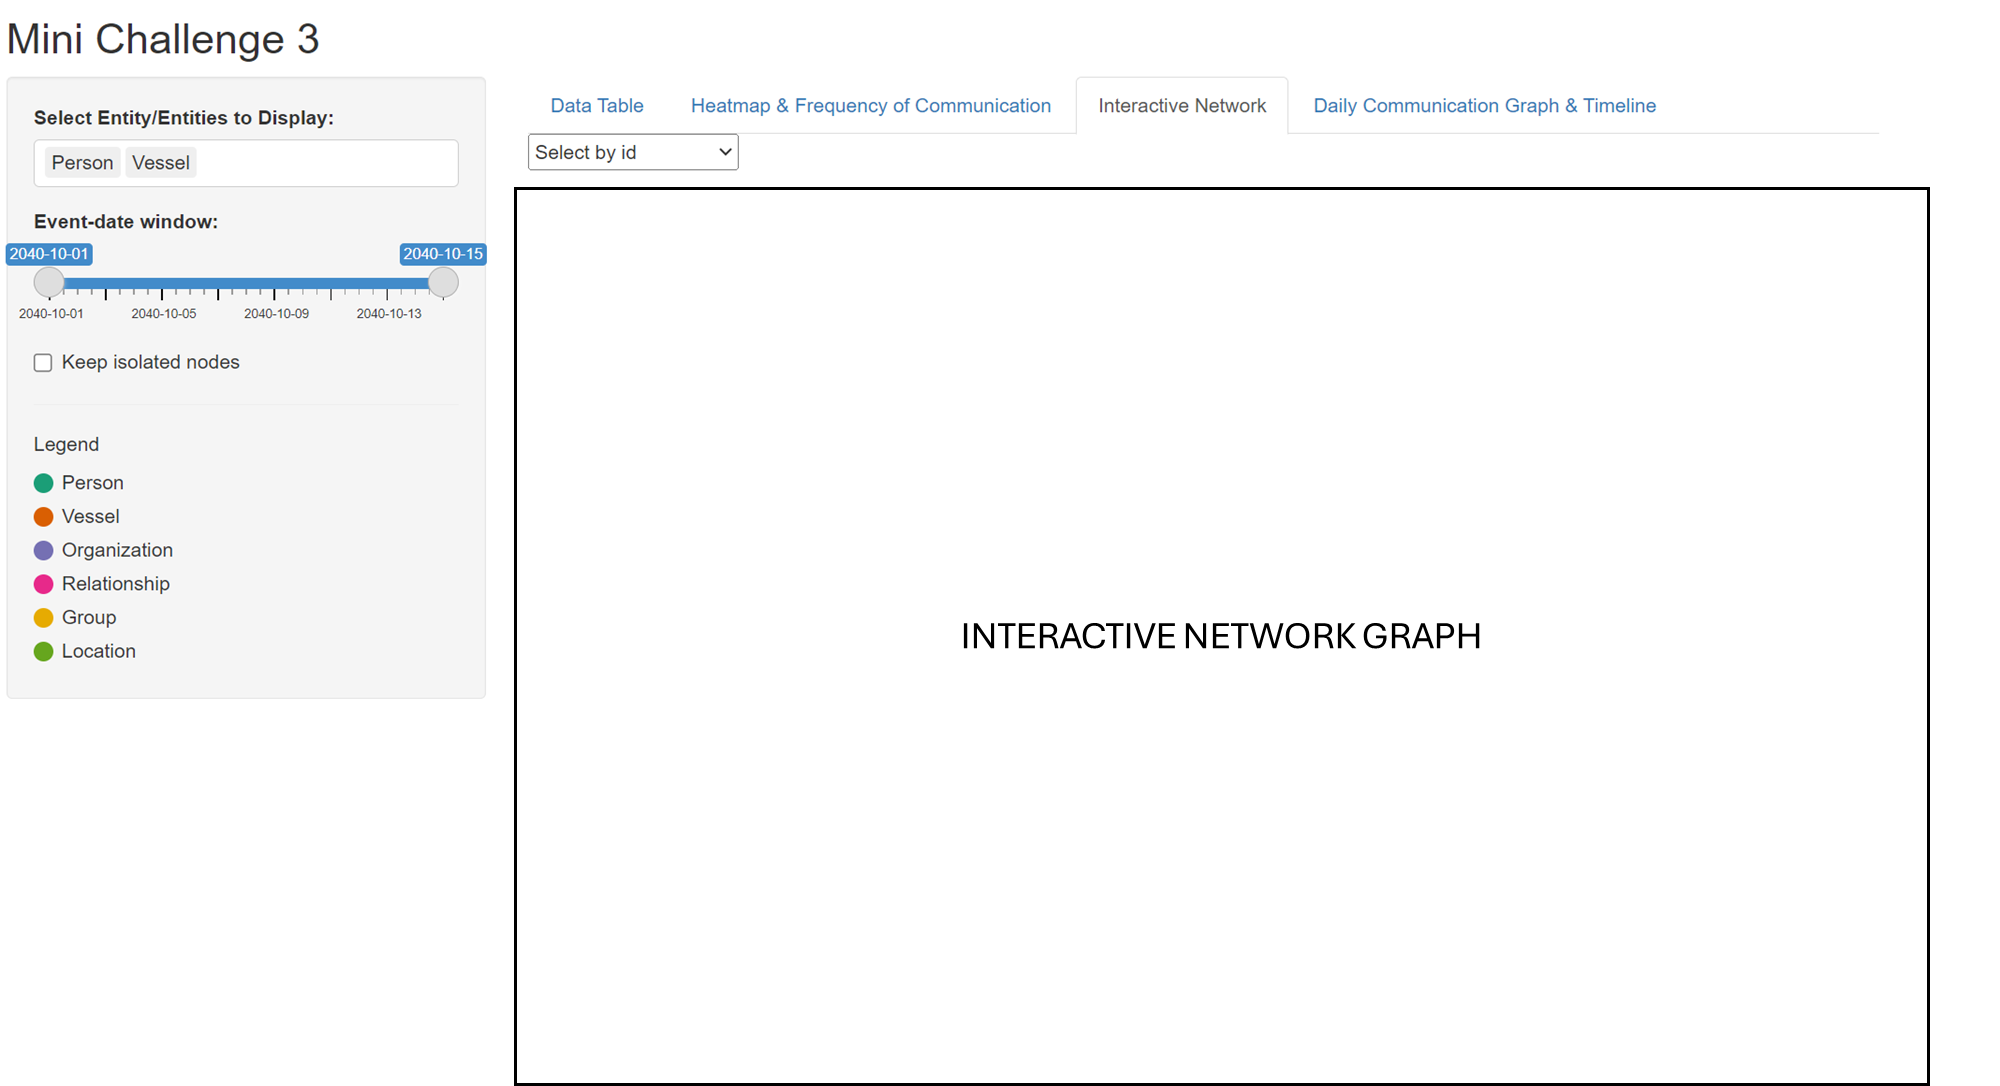 Mini Challenge 3
Select Entity/Entities to Display:
Person Vessel
Event-date window:
2040-10-01 2040-10-15
2040-10-01 2040-10-05 2040-10-09 2040-10-13
Keep isolated nodes
Legend
Person
Vessel
Organization
Relationship
Group
Location
Data Table Heatmap & Frequency of Communication Interactive Network Daily Communication Graph & Timeline
Select by id
INTERACTIVE NETWORK GRAPH